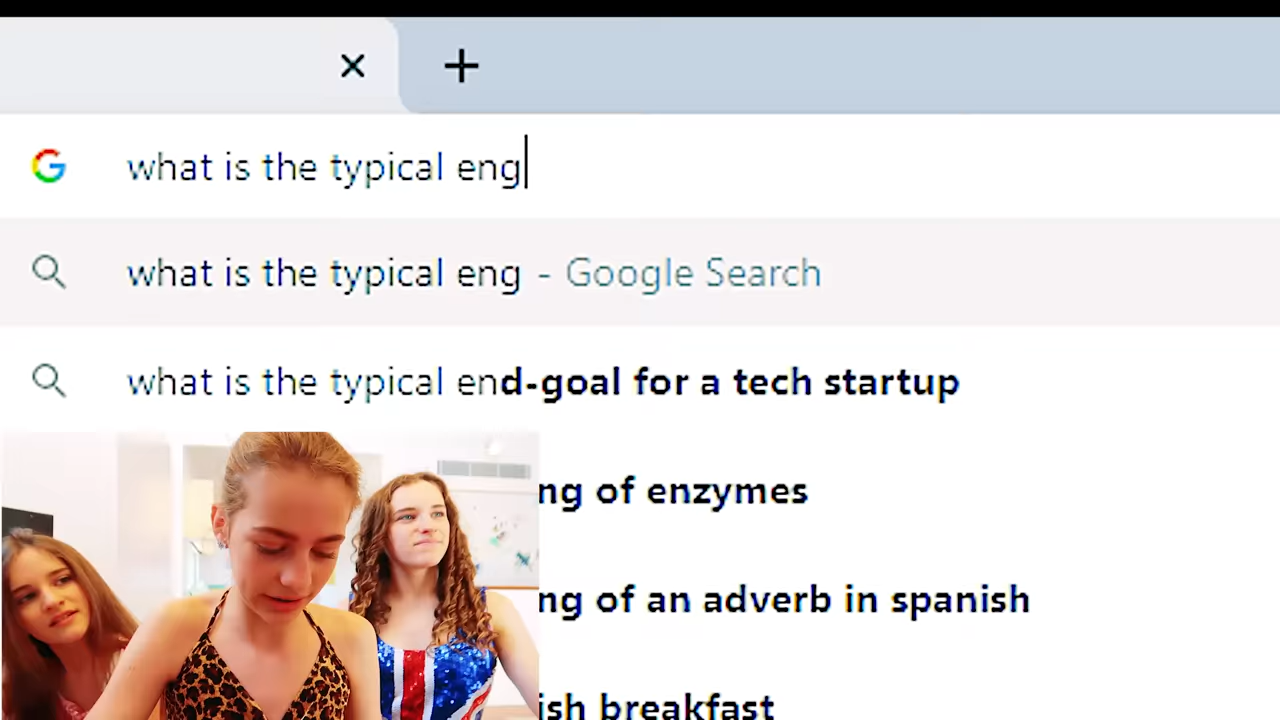 what is the typical eng
what is the typical eng - Google Search
what is the typical end-goal for a tech startup
ng of enzymes
ng of an adverb in spanish
ish breakfast